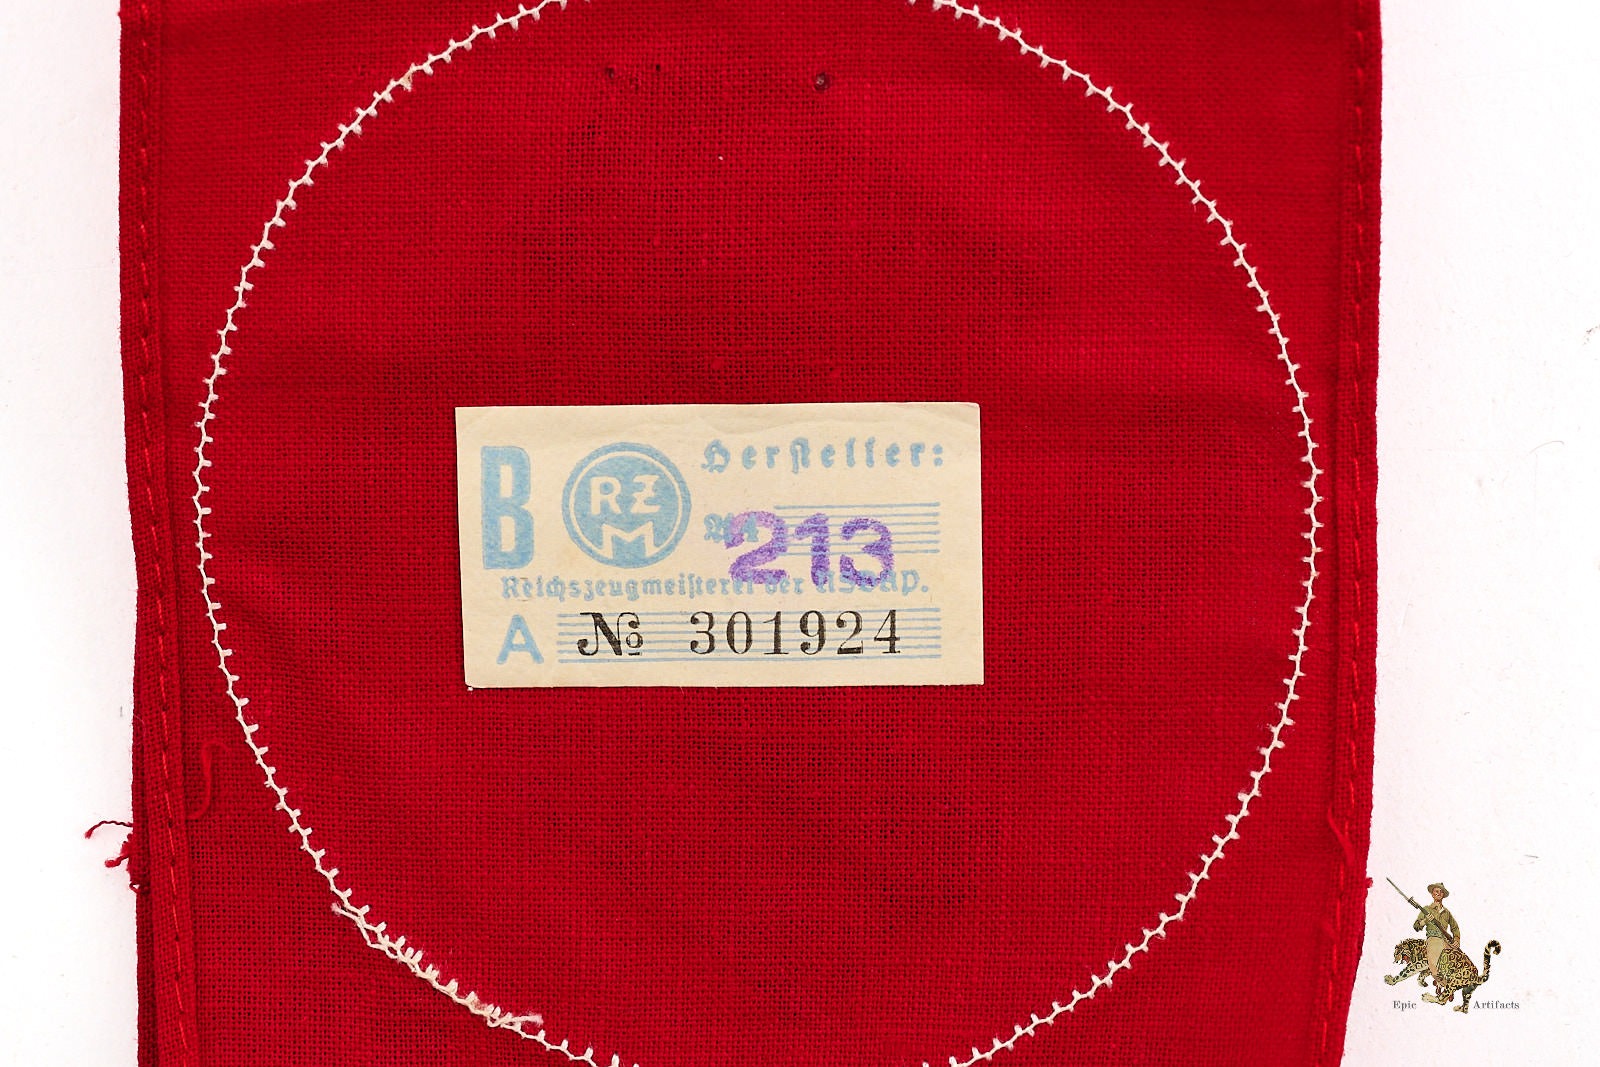 B RZM Hersteller:
213
Reichszeugmeisterei der NSDAP.
A № 301924
Epic Artifacts